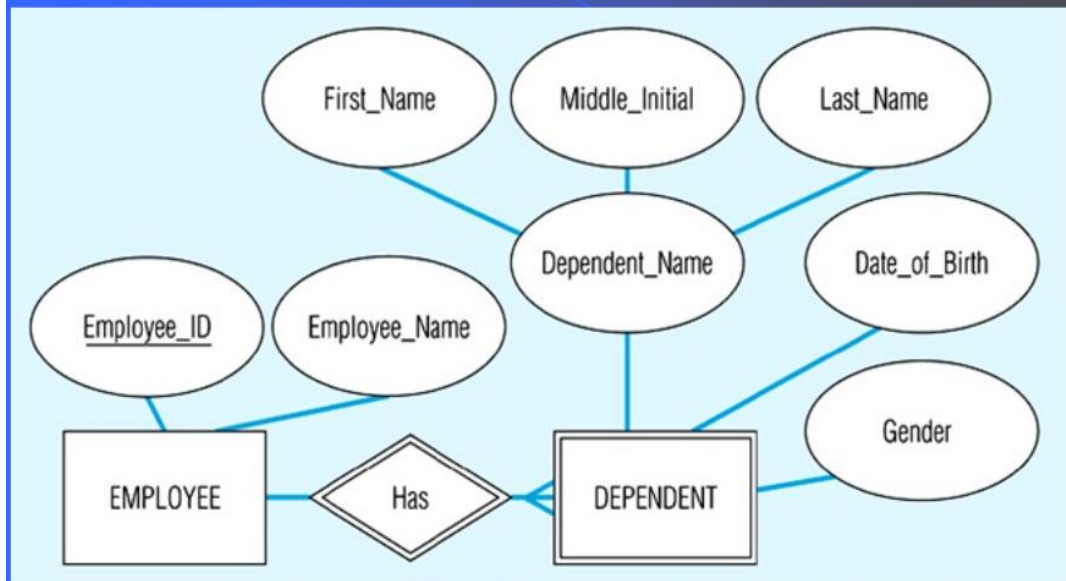 First_Name
Middle_Initial
Last_Name
Dependent_Name
Date_of_Birth
Employee_ID
Employee_Name
Gender
EMPLOYEE
Has
DEPENDENT